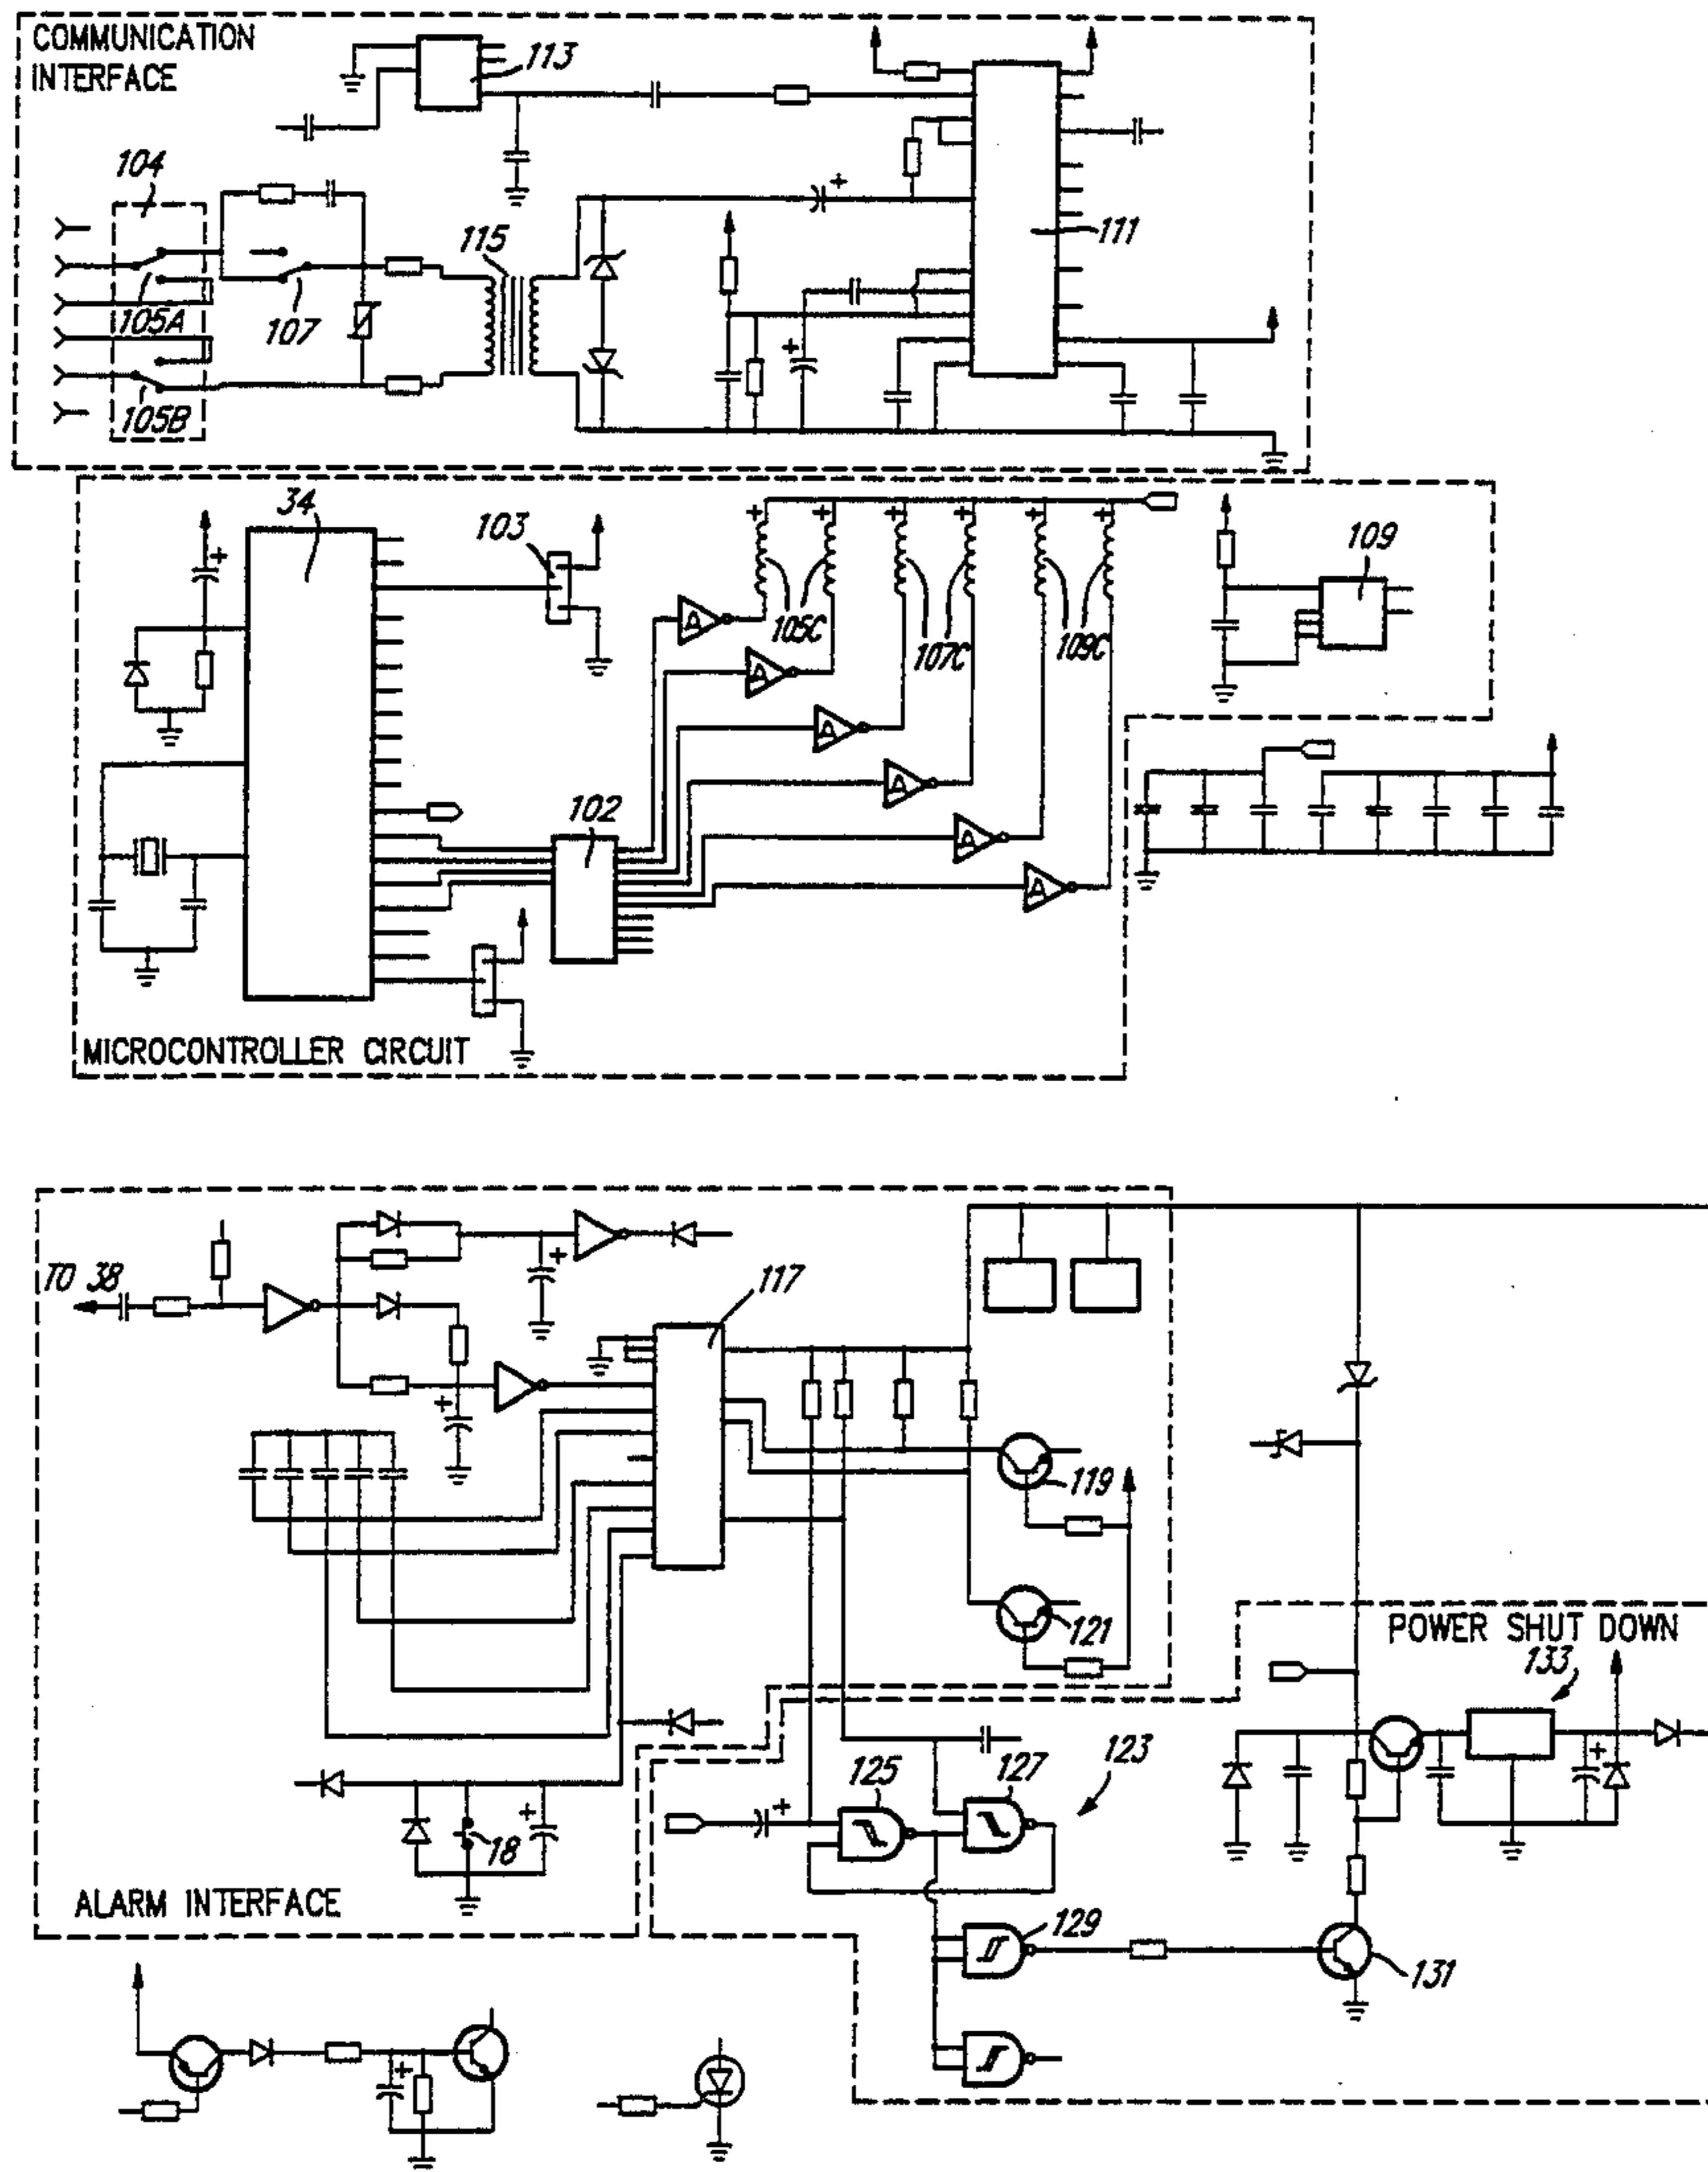 COMMUNICATION
INTERFACE
113
104
115
111
105A
107
105B
34
103
109
105C
107C
109C
102
MICROCONTROLLER CIRCUIT
TO 38
117
119
121
POWER SHUT DOWN
133
125
127
123
18
ALARM INTERFACE
129
131